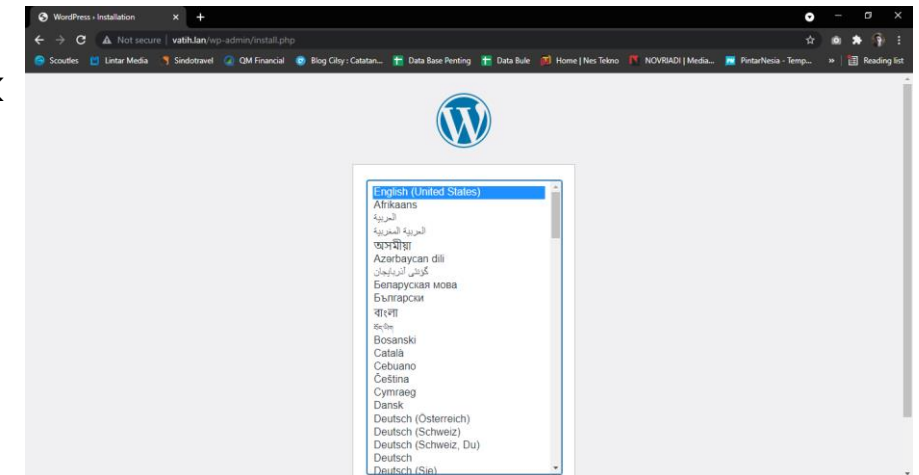 WordPress › Installation
Not secure | vatih.lan/wp-admin/install.php
Scoutles Lintar Media Sindotravel QM Financial Blog Cilsy : Catatan... Data Base Penting Data Bule Home | Nes Tekno NOVRIADI | Media... PintarNesia - Temp... » Reading list
English (United States)
Afrikaans
العربية
العربية المغربية
অসমীয়া
Azərbaycan dili
گؤنئی آذربایجان
Беларуская мова
Български
বাংলা
Bosanski
Català
Cebuano
Čeština
Cymraeg
Dansk
Deutsch (Österreich)
Deutsch (Schweiz)
Deutsch (Schweiz, Du)
Deutsch
Deutsch (Sie)